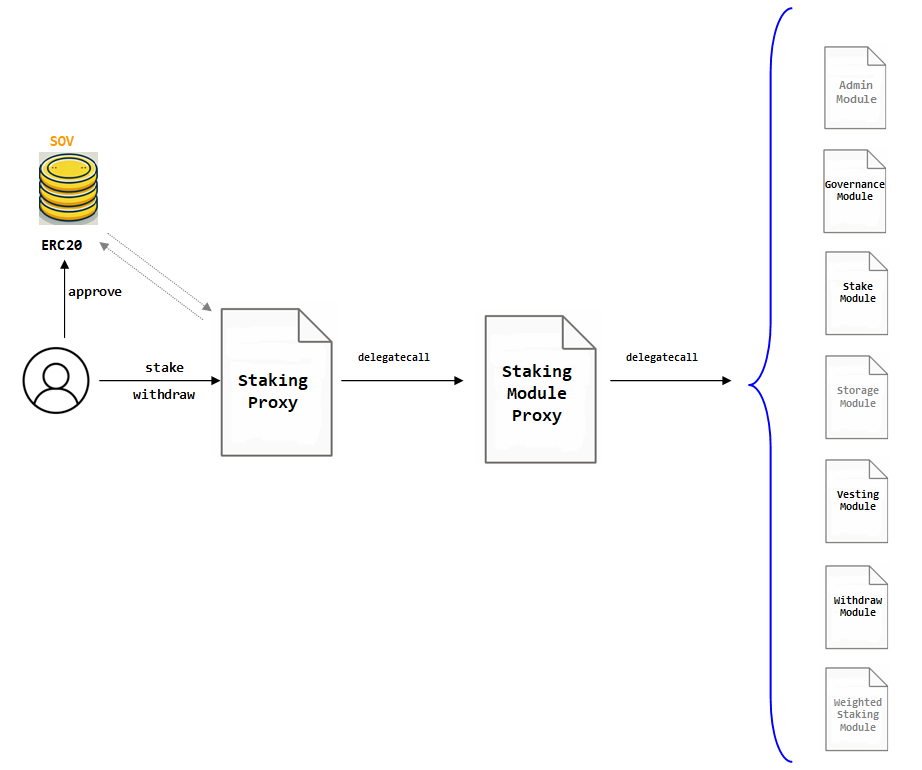 SOV
ERC20
approve
stake
withdraw
Staking
Proxy
delegatecall
Staking
Module
Proxy
delegatecall
Admin
Module
Governance
Module
Stake
Module
Storage
Module
Vesting
Module
Withdraw
Module
Weighted
Staking
Module